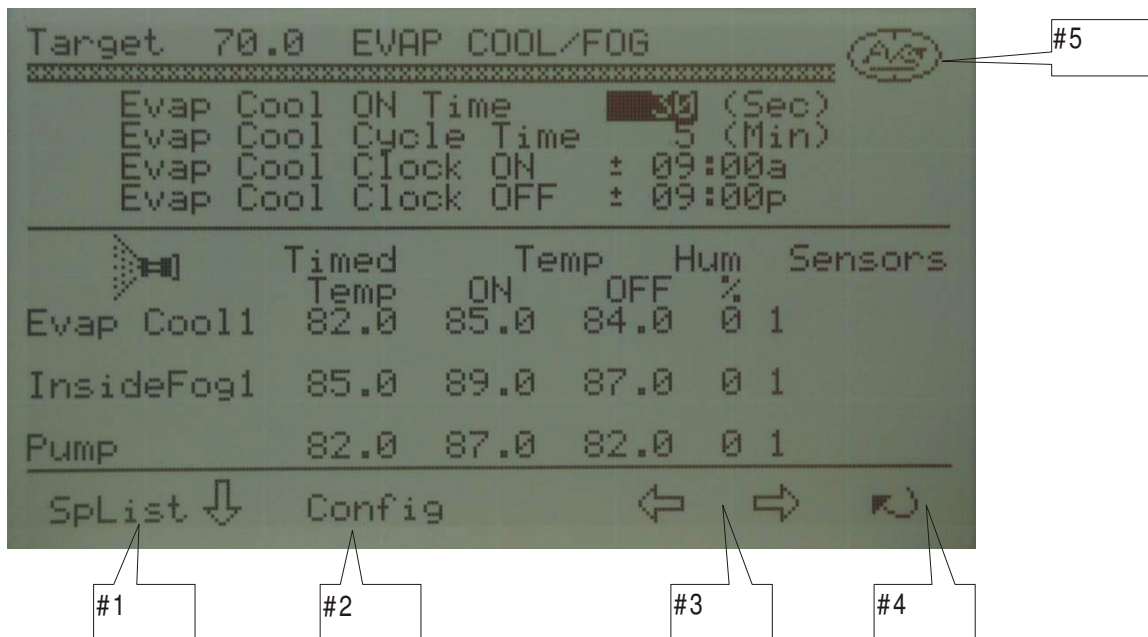 Target 70.0 EVAP COOL/FOG
Avgr
#5
Evap Cool ON Time 30 (Sec)
Evap Cool Cycle Time 5 (Min)
Evap Cool Clock ON ± 09:00a
Evap Cool Clock OFF ± 09:00p
Timed Temp Hum Sensors
Temp ON OFF %
Evap Cool1 82.0 85.0 84.0 0 1
InsideFog1 85.0 89.0 87.0 0 1
Pump 82.0 87.0 82.0 0 1
SpList Config
#1 #2 #3 #4